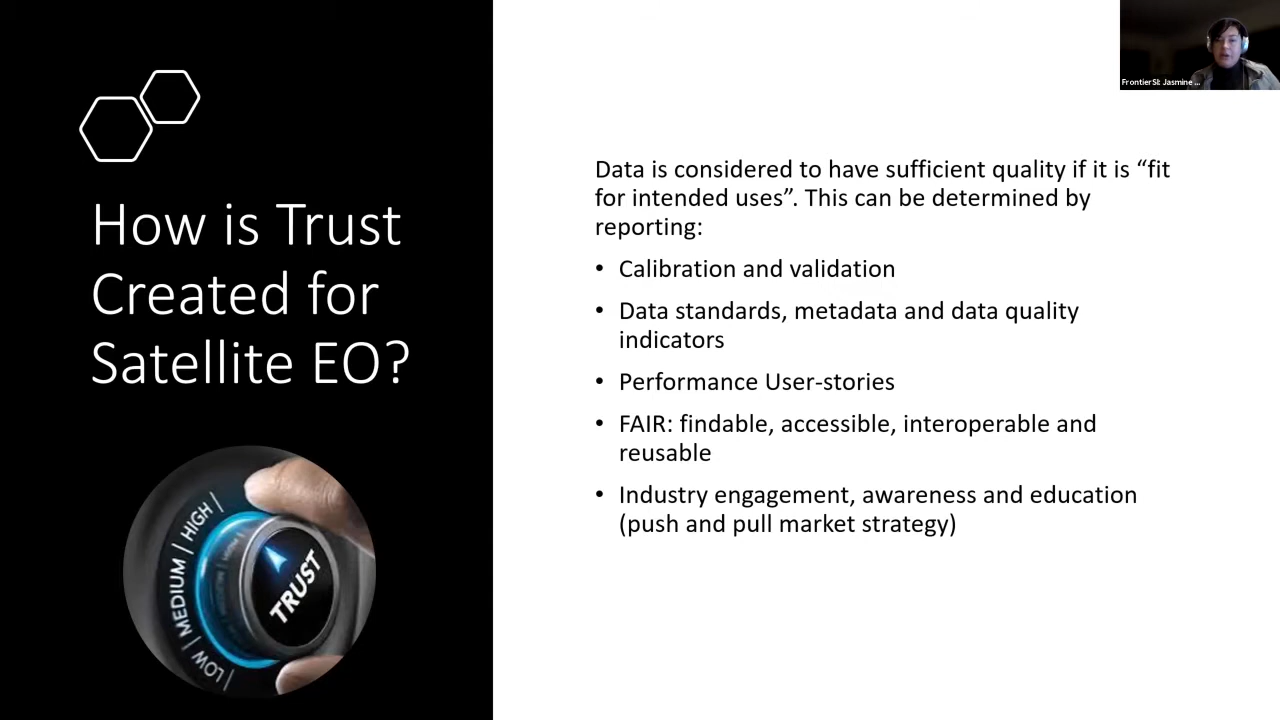 FrontierSI: Jasmine ...
How is Trust
Created for
Satellite EO?
Data is considered to have sufficient quality if it is “fit
for intended uses”. This can be determined by
reporting:
• Calibration and validation
• Data standards, metadata and data quality
indicators
• Performance User-stories
• FAIR: findable, accessible, interoperable and
reusable
• Industry engagement, awareness and education
(push and pull market strategy)
LOW | MEDIUM | HIGH |
TRUST